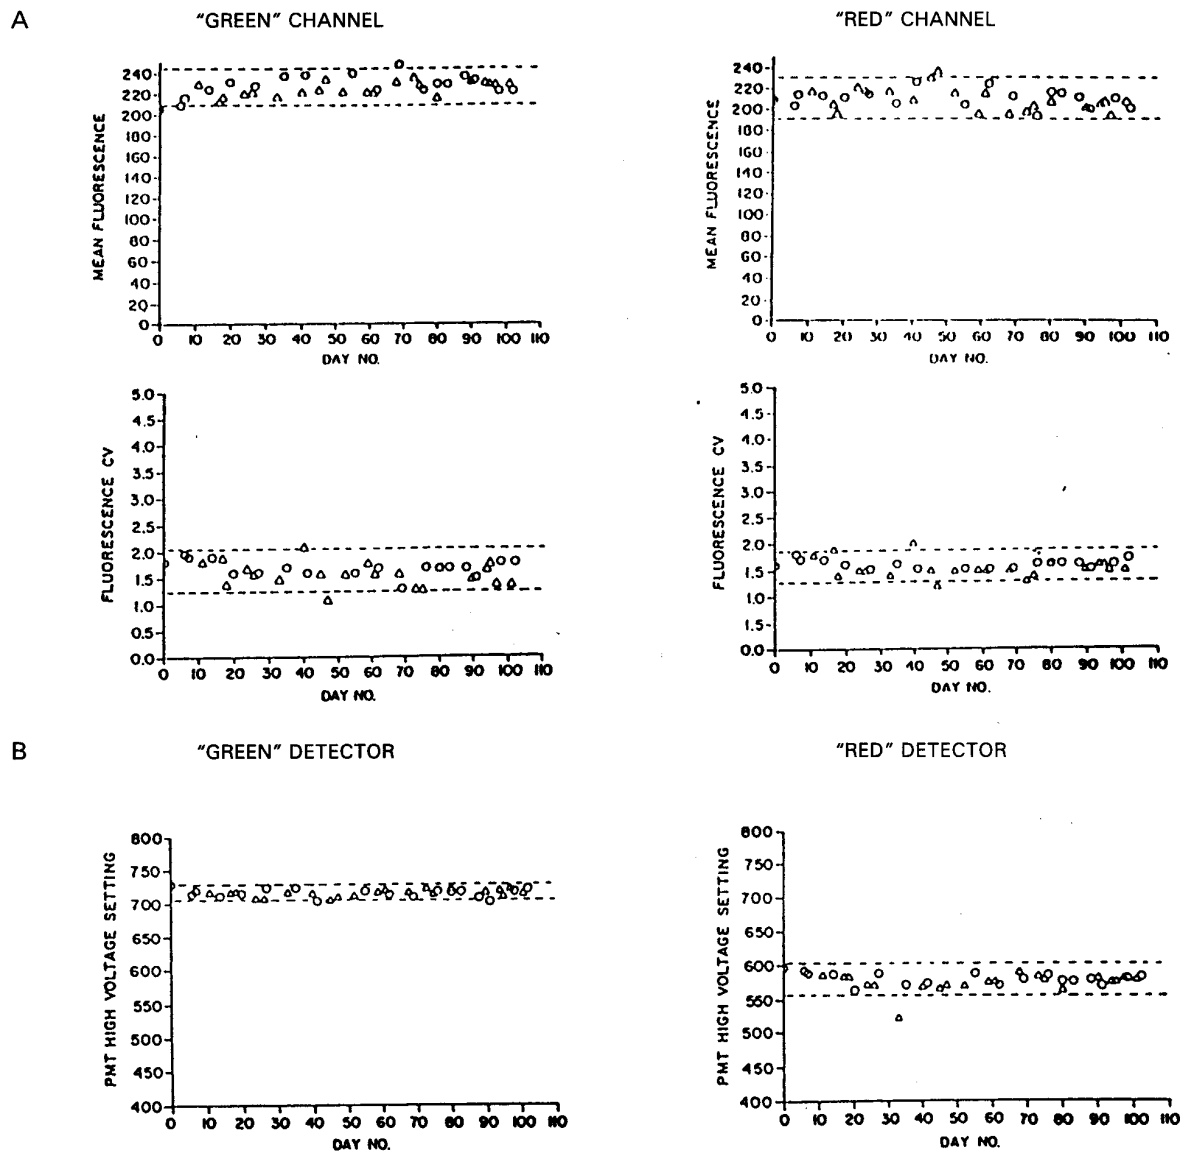 A
"GREEN" CHANNEL
"RED" CHANNEL
MEAN FLUORESCENCE
240
220
200
180
160
140
120
100
80
60
40
20
0
0 10 20 30 40 50 60 70 80 90 100 110
DAY NO.
MEAN FLUORESCENCE
240
220
200
180
160
140
120
100
80
60
40
20
0
0 10 20 30 40 50 60 70 80 90 100 110
DAY NO.
FLUORESCENCE CV
5.0
4.5
4.0
3.5
3.0
2.5
2.0
1.5
1.0
0.5
0.0
0 10 20 30 40 50 60 70 80 90 100 110
DAY NO.
FLUORESCENCE CV
5.0
4.5
4.0
3.5
3.0
2.5
2.0
1.5
1.0
1.5
0.0
0 10 20 30 40 50 60 70 80 90 100 110
DAY NO.
B
"GREEN" DETECTOR
"RED" DETECTOR
PMT HIGH VOLTAGE SETTING
800
750
700
650
600
550
500
450
400
0 10 20 30 40 50 60 70 80 90 100 110
DAY NO.
PMT HIGH VOLTAGE SETTING
800
750
700
650
600
550
500
450
400
0 10 20 30 40 50 60 70 80 90 100 110
DAY NO.